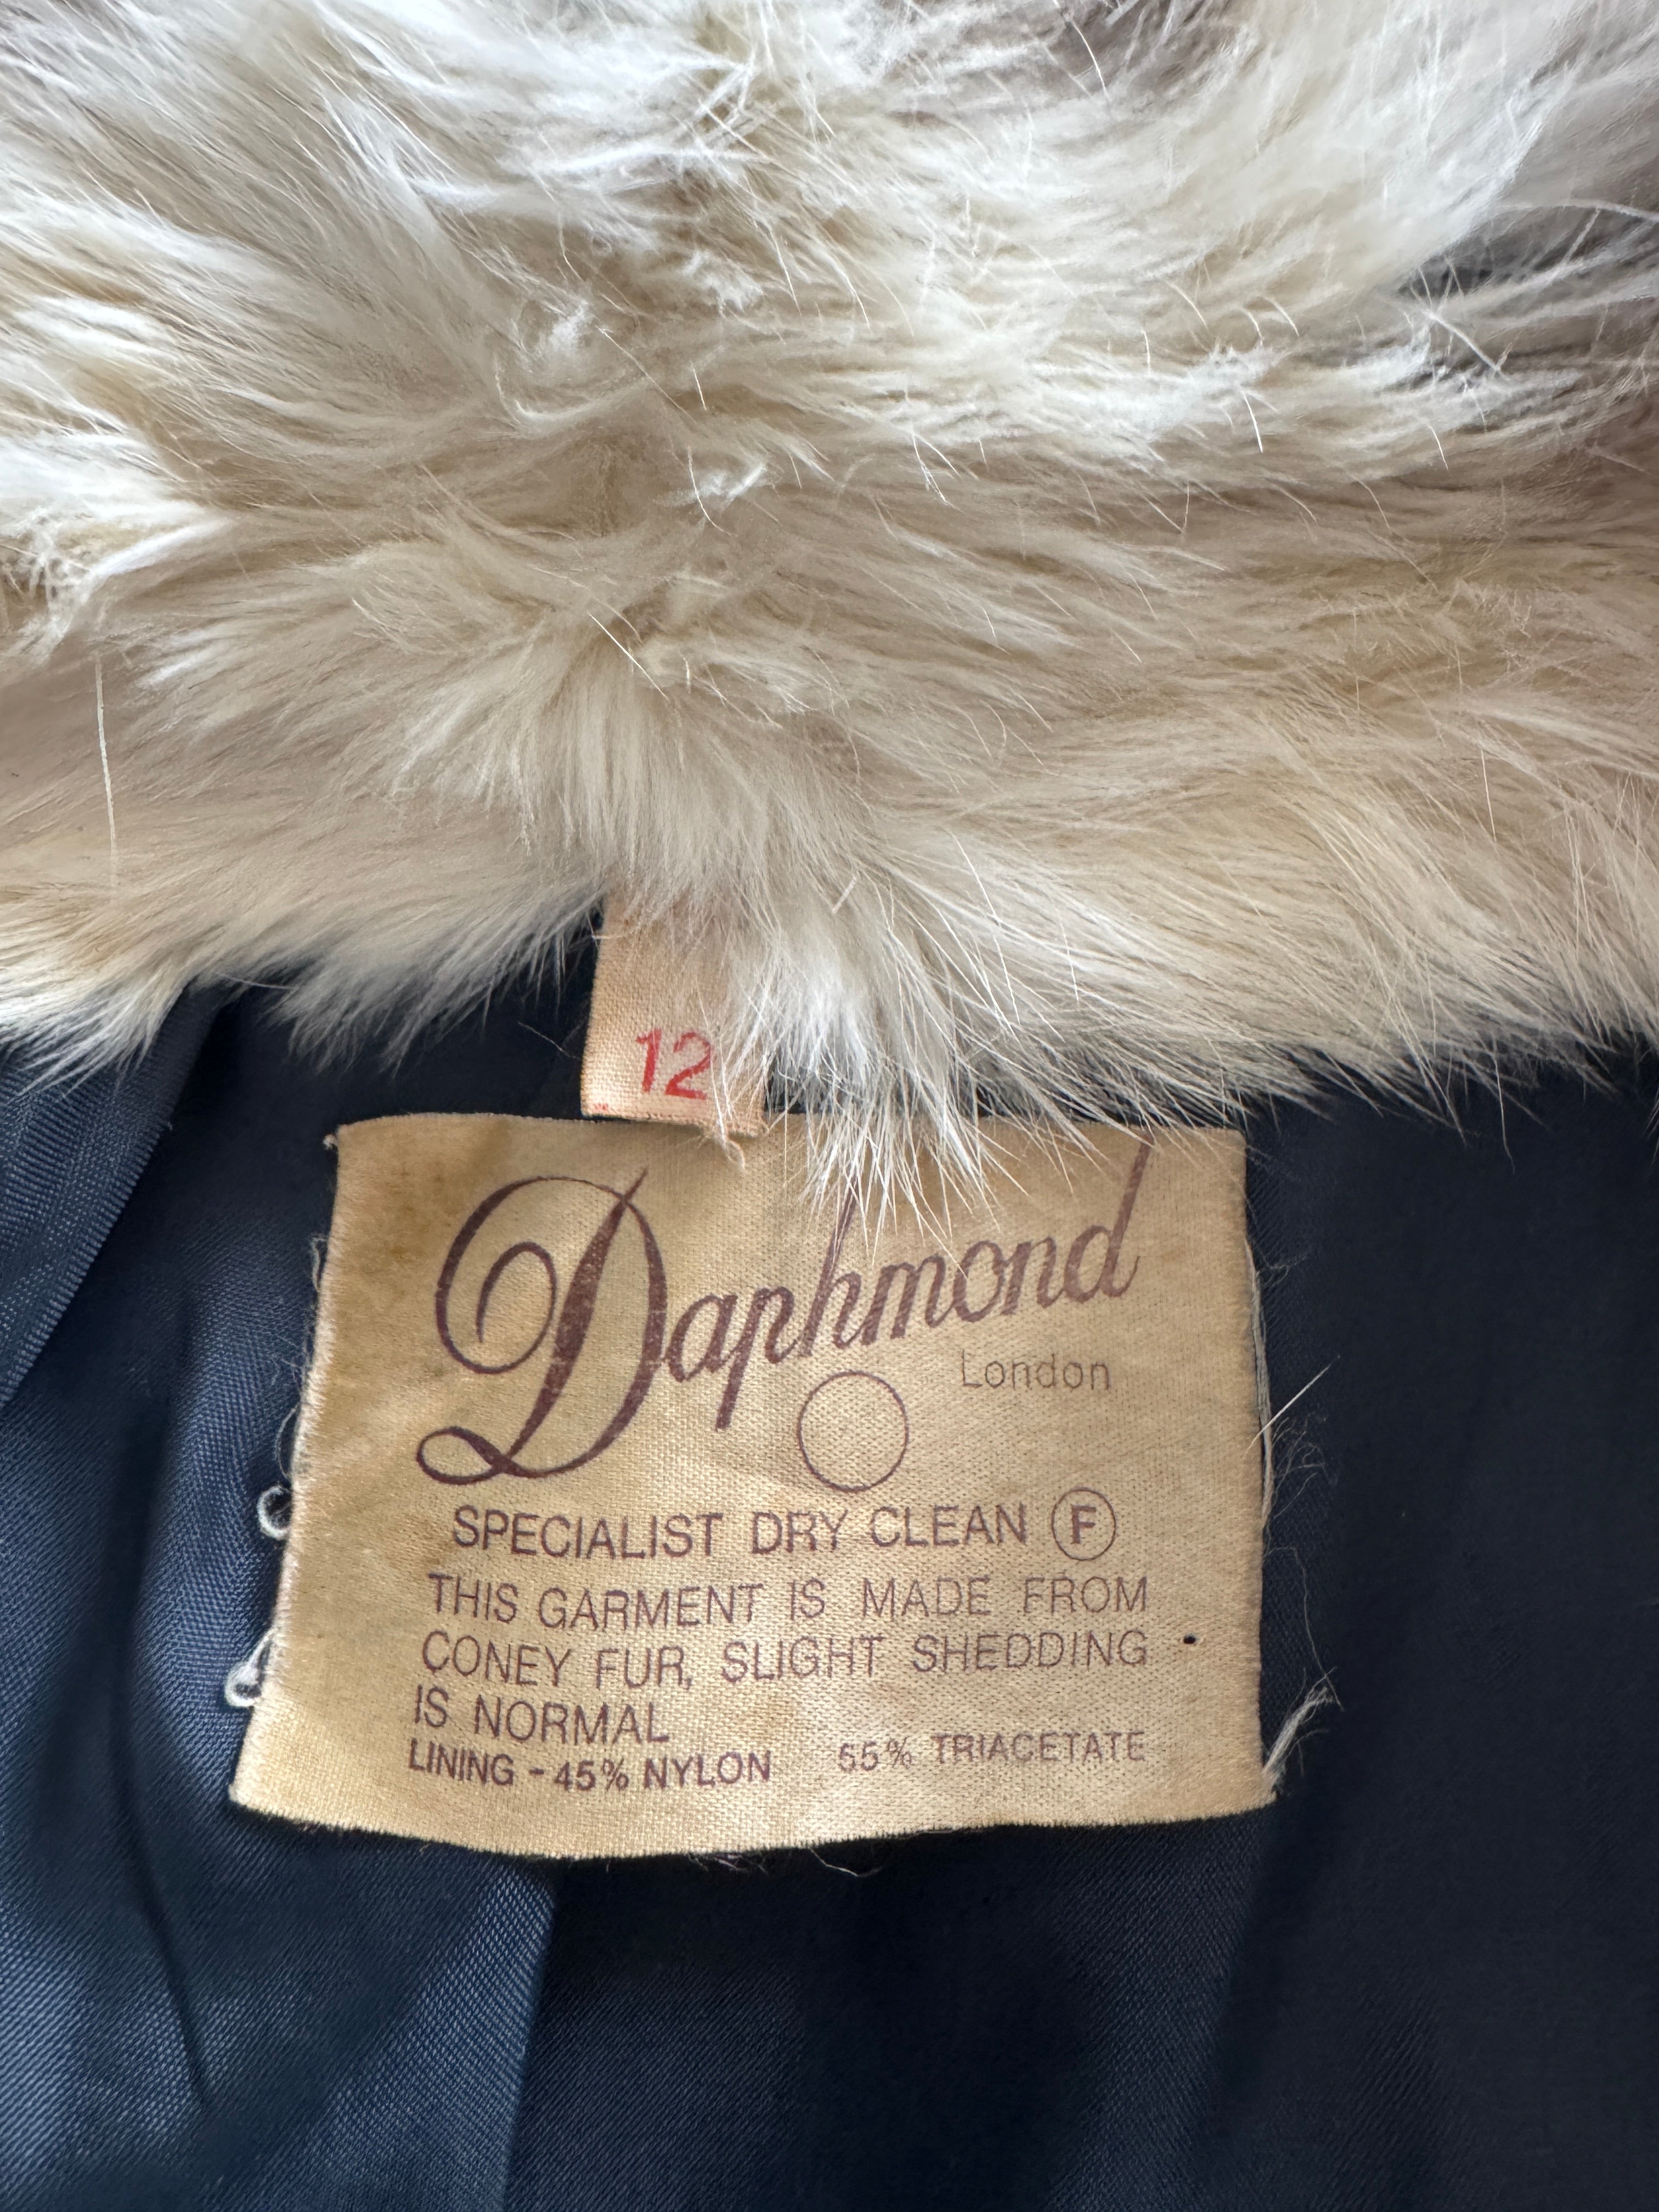 12
Daphmond
London
SPECIALIST DRY CLEAN Ⓕ
THIS GARMENT IS MADE FROM
CONEY FUR, SLIGHT SHEDDING
IS NORMAL
LINING - 45% NYLON 55% TRIACETATE